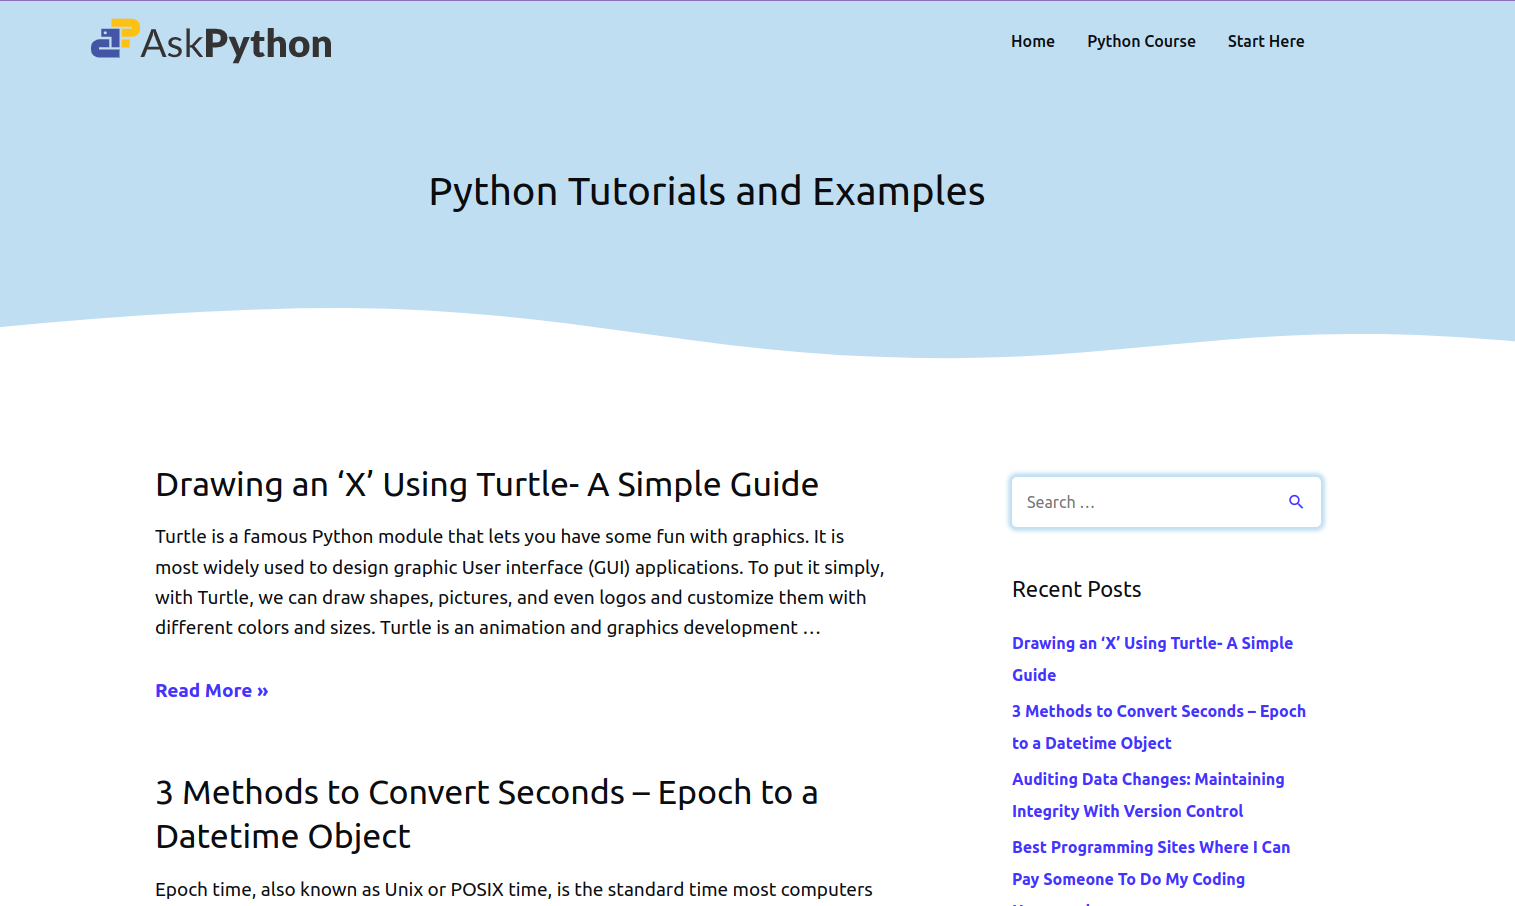 AskPython
Home
Python Course
Start Here
Python Tutorials and Examples
Drawing an ‘X’ Using Turtle- A Simple Guide
Turtle is a famous Python module that lets you have some fun with graphics. It is
most widely used to design graphic User interface (GUI) applications. To put it simply,
with Turtle, we can draw shapes, pictures, and even logos and customize them with
different colors and sizes. Turtle is an animation and graphics development …
Read More »
3 Methods to Convert Seconds – Epoch to a
Datetime Object
Epoch time, also known as Unix or POSIX time, is the standard time most computers
Search …
Recent Posts
Drawing an ‘X’ Using Turtle- A Simple
Guide
3 Methods to Convert Seconds – Epoch
to a Datetime Object
Auditing Data Changes: Maintaining
Integrity With Version Control
Best Programming Sites Where I Can
Pay Someone To Do My Coding